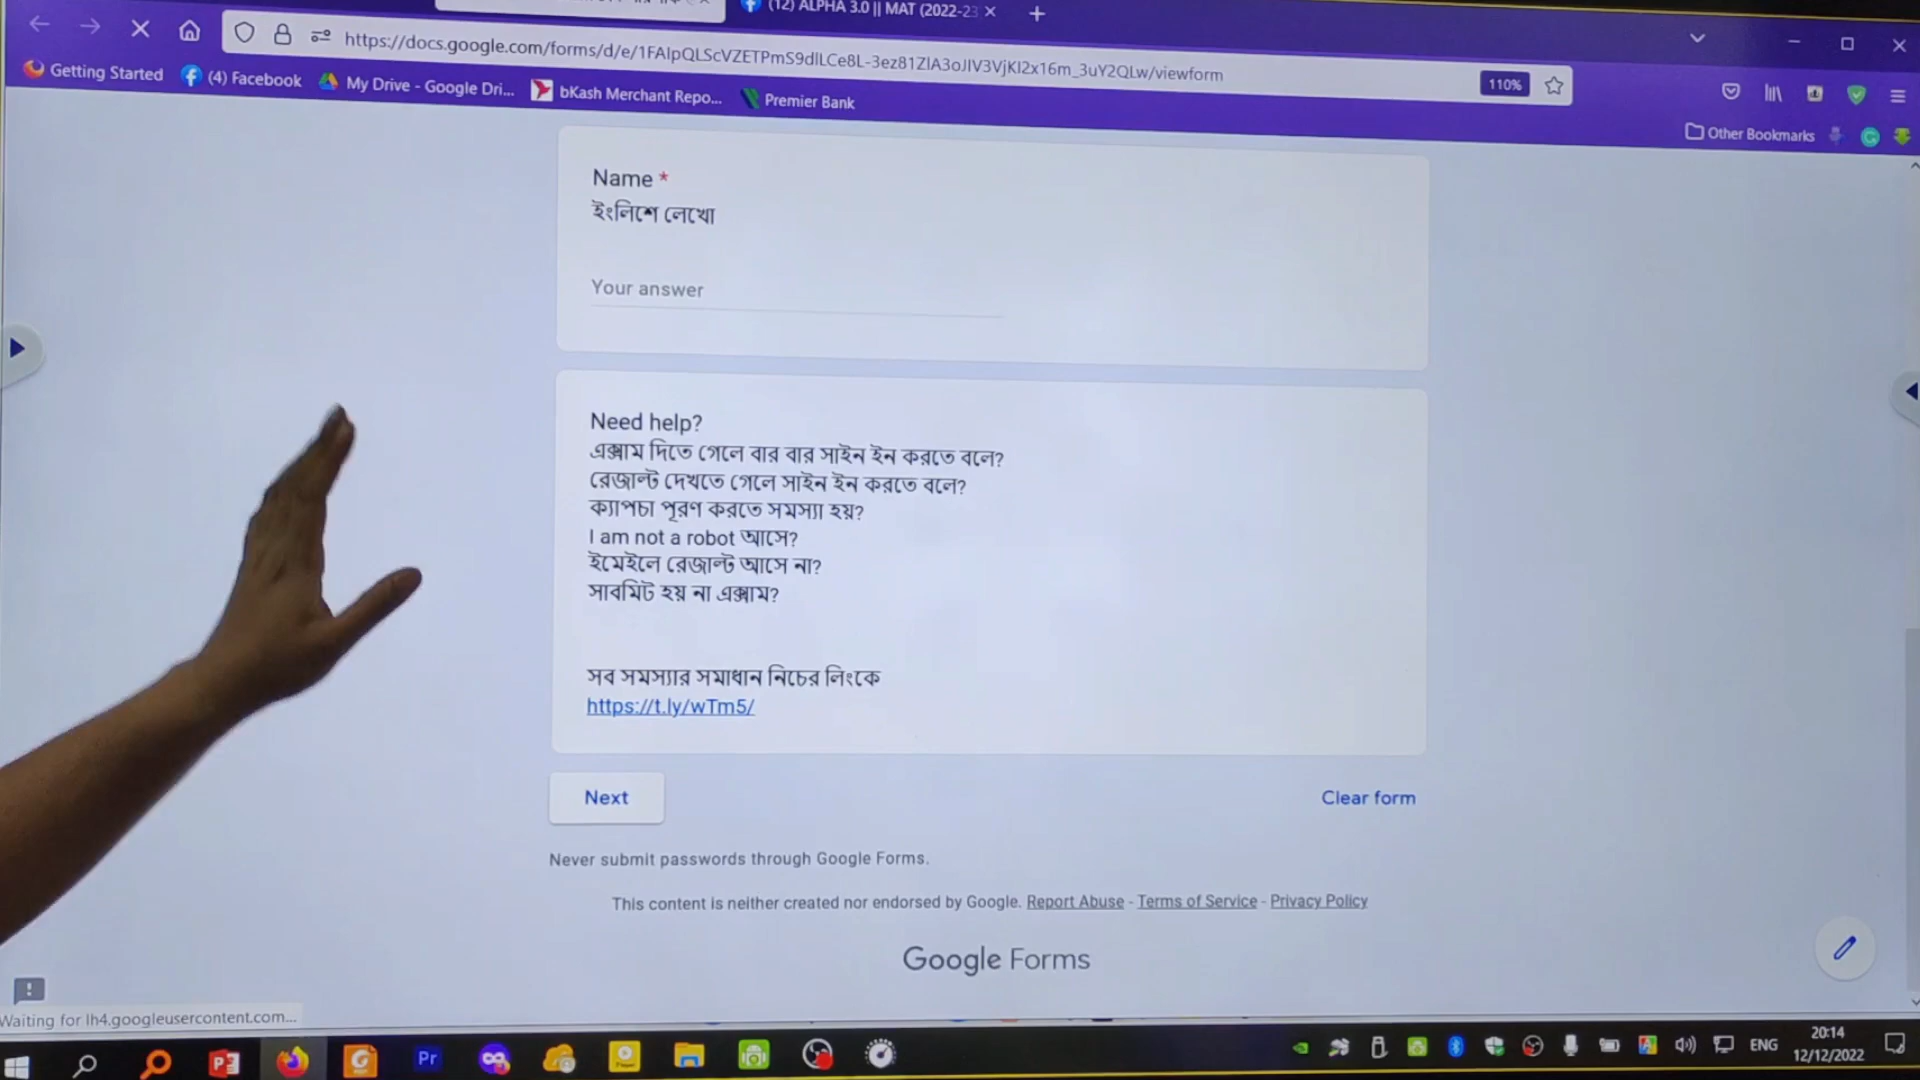 (12) ALPHA 3.0 || MAT (2022-23
https://docs.google.com/forms/d/e/1FAIpQLScVZETPmS9dlLCe8L-3ez81ZlA3oJIV3VjKI2x16m_3uY2QLw/viewform
110%
Getting Started
(4) Facebook
My Drive - Google Dri...
bKash Merchant Repo...
Premier Bank
Other Bookmarks
Name *
ইংলিশে লেখো
Your answer
Need help?
এক্সাম দিতে গেলে বার বার সাইন ইন করতে বলে?
রেজাল্ট দেখতে গেলে সাইন ইন করতে বলে?
ক্যাপচা পূরণ করতে সমস্যা হয়?
I am not a robot আসে?
ইমেইলে রেজাল্ট আসে না?
সাবমিট হয় না এক্সাম?
সব সমস্যার সমাধান নিচের লিংকে
https://t.ly/wTm5/
Next
Clear form
Never submit passwords through Google Forms.
This content is neither created nor endorsed by Google. Report Abuse - Terms of Service - Privacy Policy
Google Forms
Waiting for lh4.googleusercontent.com...
Pr
ENG
20:14
12/12/2022